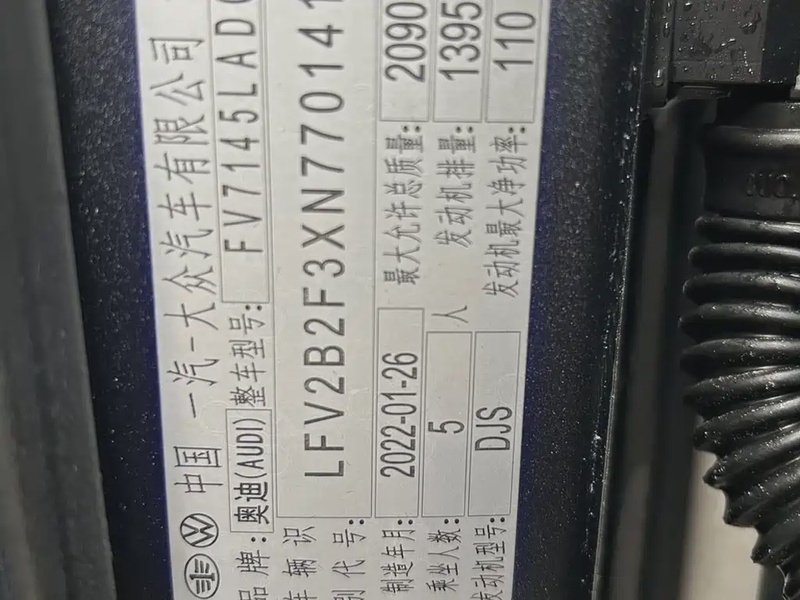 中国 一汽-大众汽车有限公司
品牌: 奥迪(AUDI) 整车型号: FV7145LADC
车辆识别代号: LFV2B2F3XN770141
制造年月: 2022-01-26 最大允许总质量: 2090
乘坐人数: 5 人 发动机排量: 1395
发动机型号: DJS 发动机最大净功率: 110
NO.